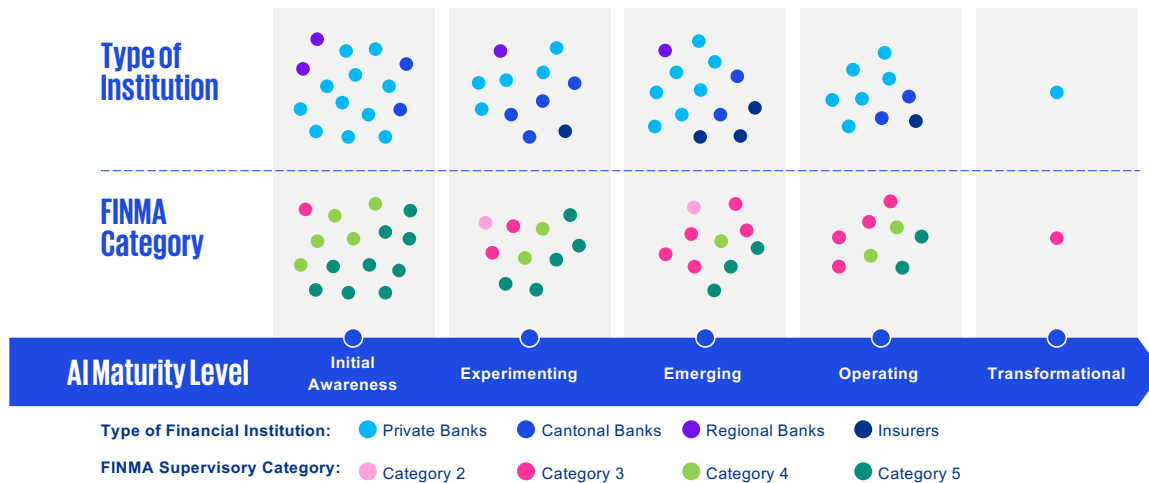 Type of
Institution
FINMA
Category
AI Maturity Level
Initial
Awareness
Experimenting
Emerging
Operating
Transformational
Type of Financial Institution:
Private Banks
Cantonal Banks
Regional Banks
Insurers
FINMA Supervisory Category:
Category 2
Category 3
Category 4
Category 5